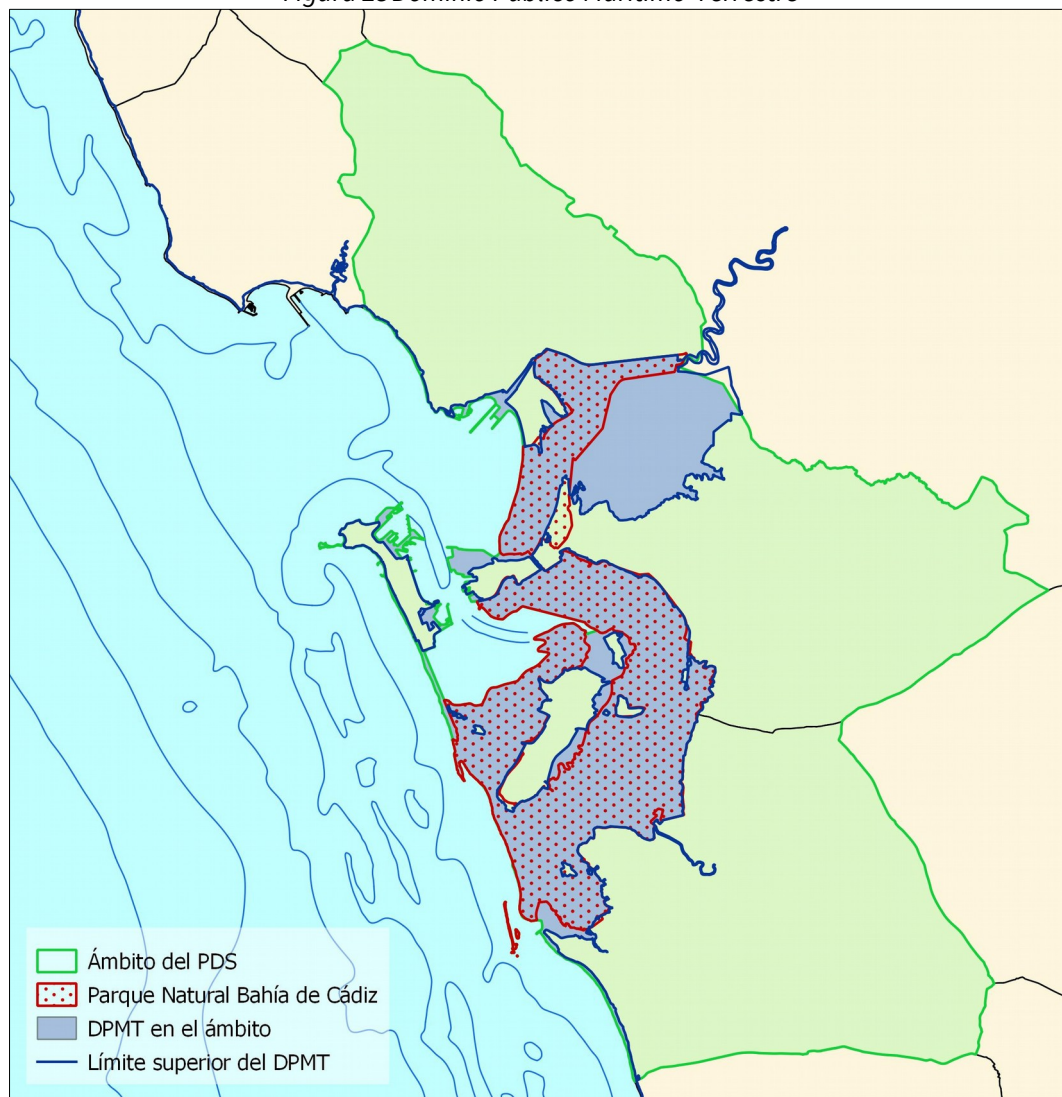 Ámbito del PDS
Parque Natural Bahía de Cádiz
DPMT en el ámbito
Límite superior del DPMT